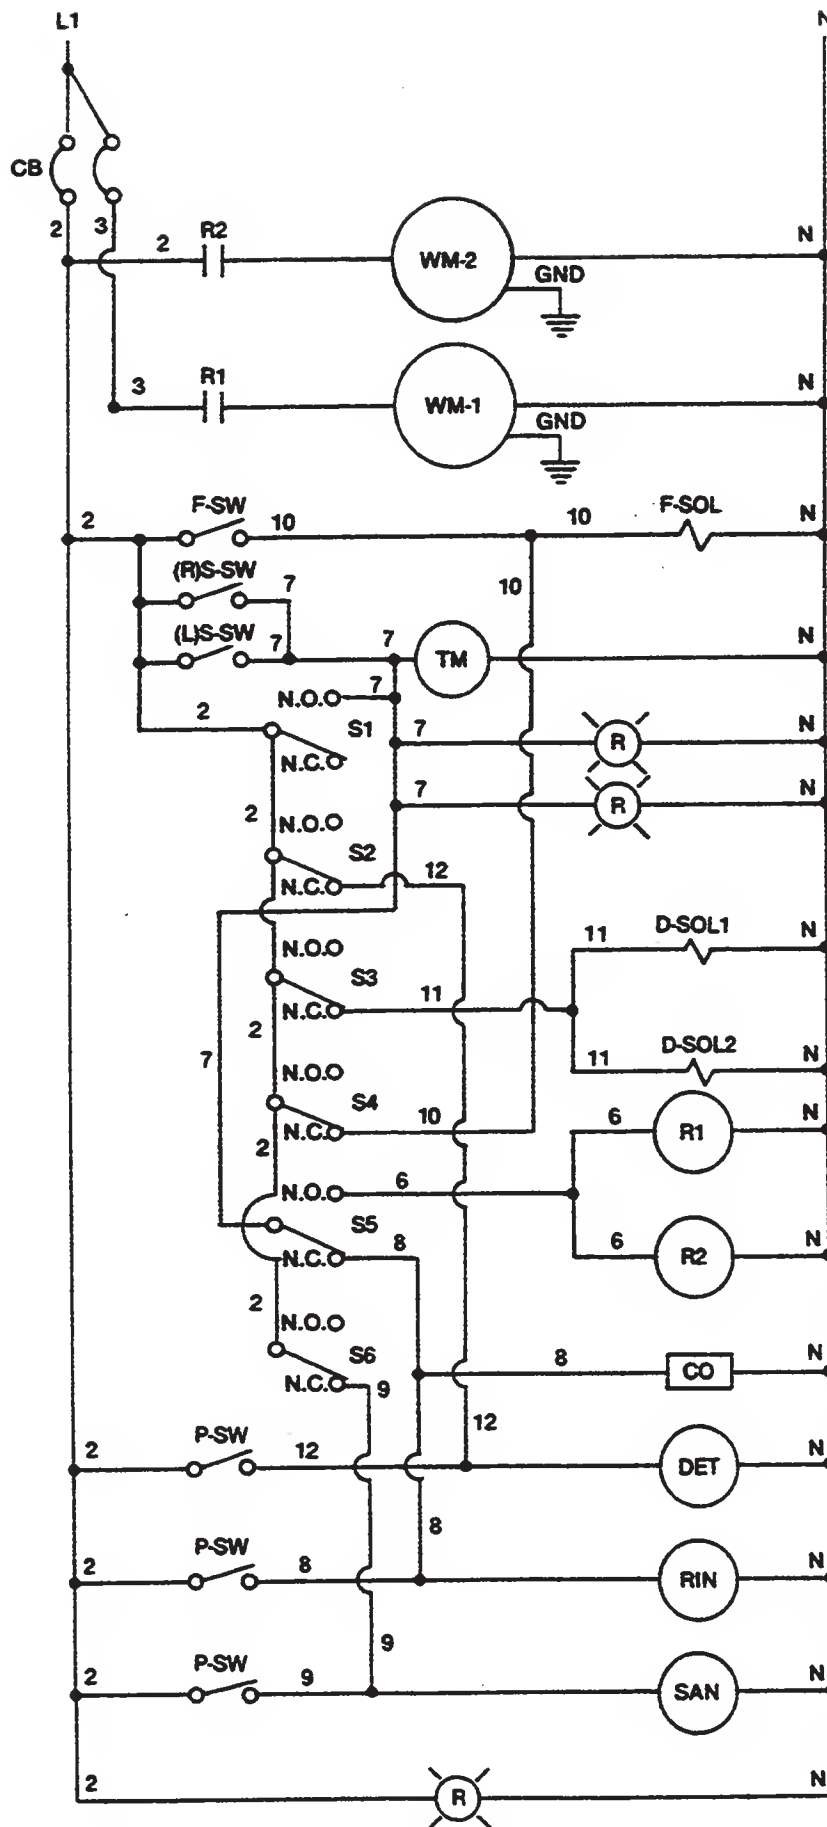 L1 N
CB
2 3
2 R2 WM-2 N
GND
3 R1 WM-1 N
GND
2 F-SW 10 10 F-SOL N
(R)S-SW 7 10
(L)S-SW 7 7 TM N
N.O. 7
2 S1 7 R N
N.C.
7 R N
2 N.O.
S2
N.C. 12
11 D-SOL1 N
N.O.
S3
N.C. 11
2
7 N.O. 11 D-SOL2 N
S4
N.C. 10 6 R1 N
2
N.O. 6
S5
N.C. 8 6 R2 N
2
N.O.
S6
N.C. 9 8 CO N
12
2 P-SW 12 DET N
8
2 P-SW 8 RIN N
9
2 P-SW 9 SAN N
2 R N